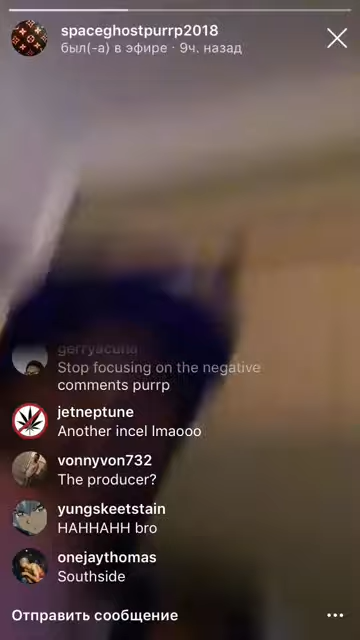 spaceghostpurrp2018
был(-а) в эфире · 9ч. назад
gerryacuna
Stop focusing on the negative
comments purrp
jetneptune
Another incel lmaooo
vonnyvon732
The producer?
yungskeetstain
HAHHAHH bro
onejaythomas
Southside
Отправить сообщение